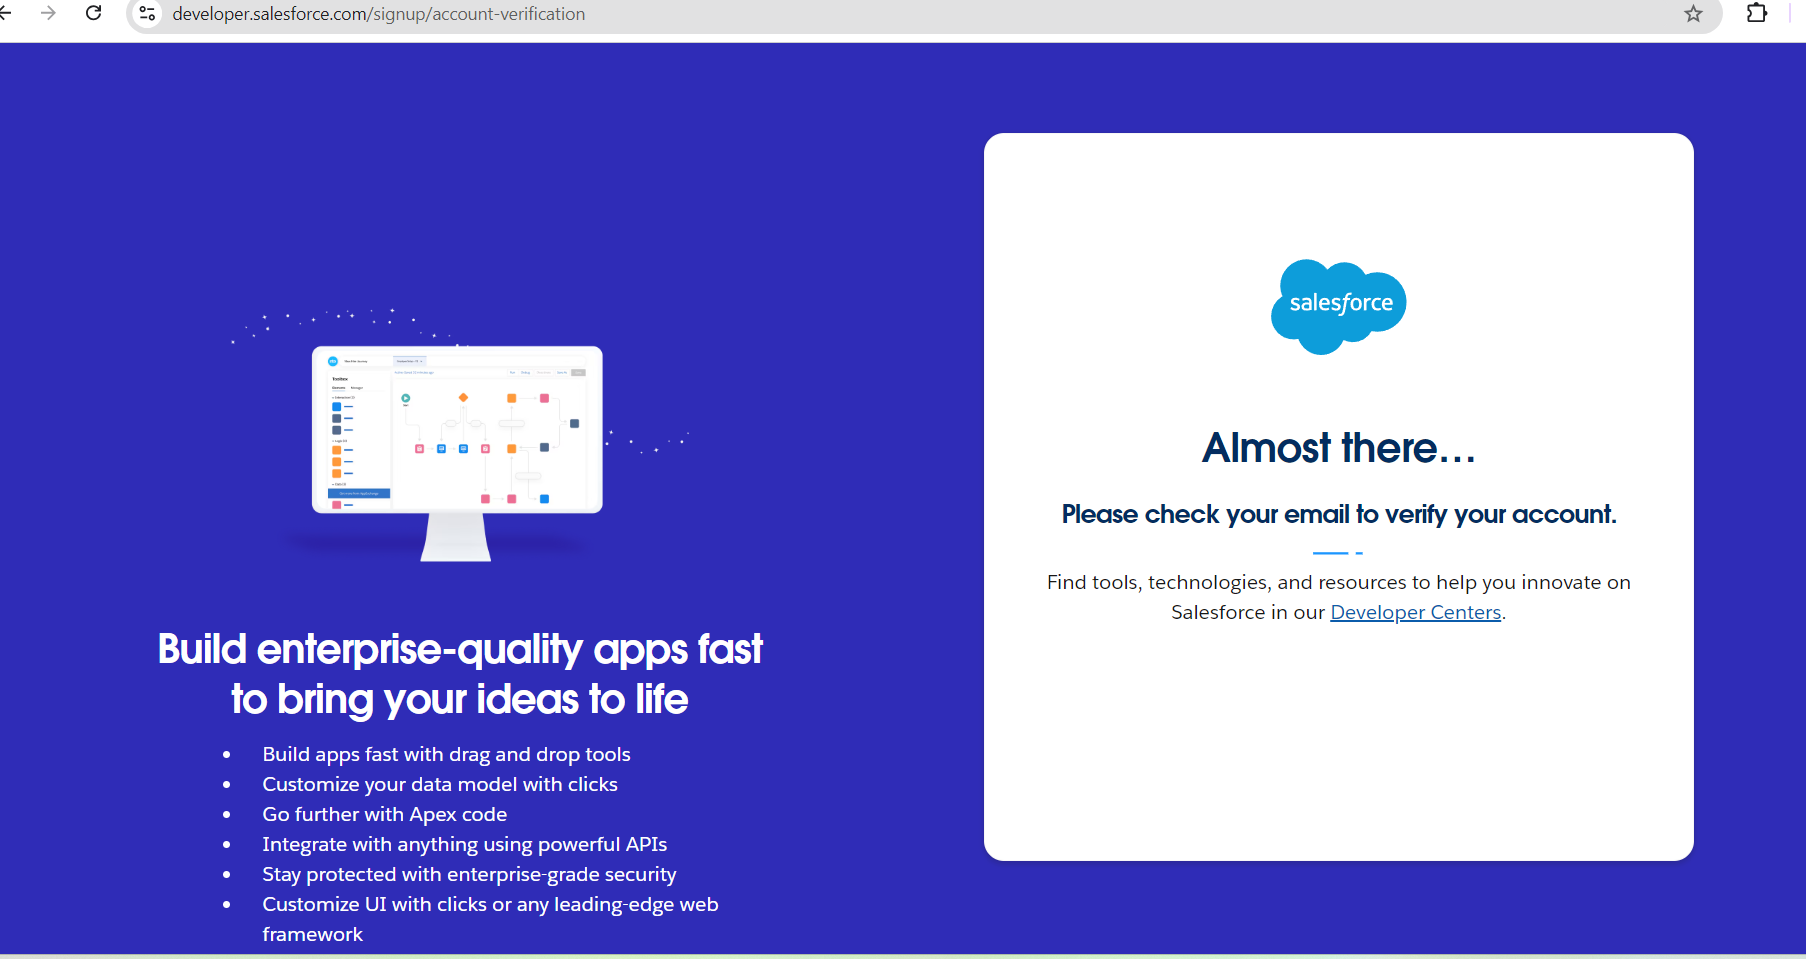 developer.salesforce.com/signup/account-verification
Toolbox
Build enterprise-quality apps fast
to bring your ideas to life
• Build apps fast with drag and drop tools
• Customize your data model with clicks
• Go further with Apex code
• Integrate with anything using powerful APIs
• Stay protected with enterprise-grade security
• Customize UI with clicks or any leading-edge web
framework
salesforce
Almost there...
Please check your email to verify your account.
Find tools, technologies, and resources to help you innovate on
Salesforce in our Developer Centers.